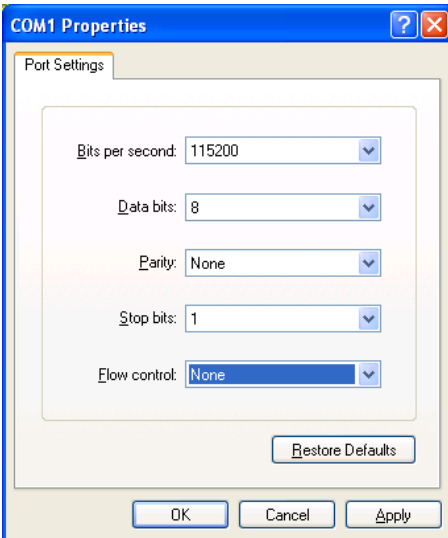 COM1 Properties
Port Settings
Bits per second: 115200
Data bits: 8
Parity: None
Stop bits: 1
Flow control: None
Restore Defaults
OK Cancel Apply